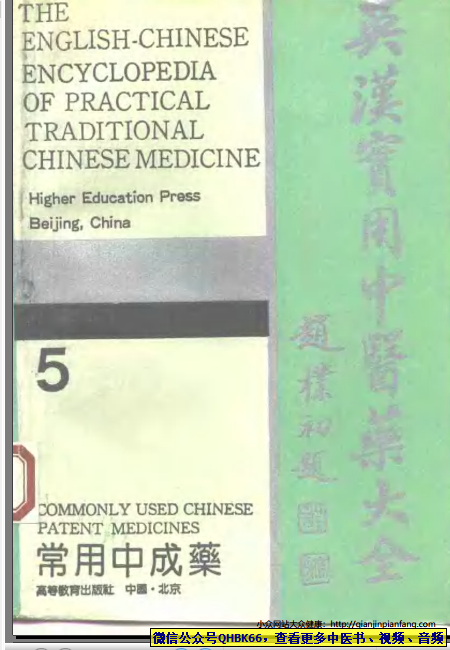 THE
ENGLISH-CHINESE
ENCYCLOPEDIA
OF PRACTICAL
TRADITIONAL
CHINESE MEDICINE
Higher Education Press
Beijing, China
英漢實用中醫藥大全
趙樸初題
5
COMMONLY USED CHINESE
PATENT MEDICINES
常用中成藥
高等教育出版社 中國·北京
小众网站大众健康: http://qianjinpianfang.com
微信公众号QHBK66，查看更多中医书、视频、音频